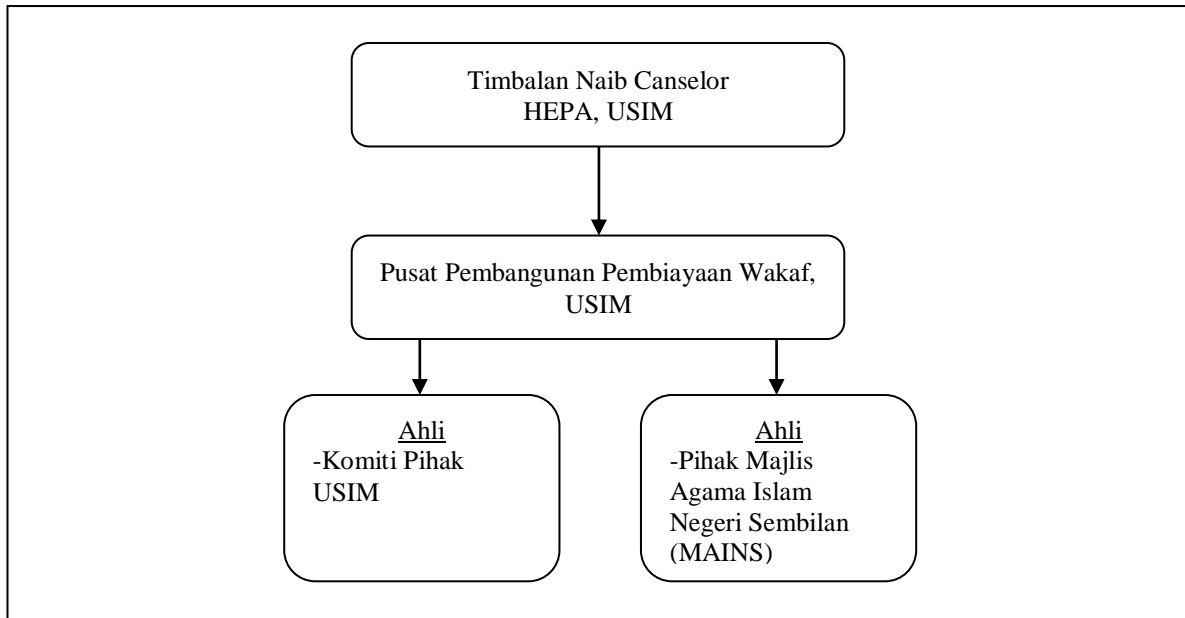 Timbalan Naib Canselor
HEPA, USIM
Pusat Pembangunan Pembiayaan Wakaf,
USIM
Ahli
-Komiti Pihak
USIM
Ahli
-Pihak Majlis
Agama Islam
Negeri Sembilan
(MAINS)